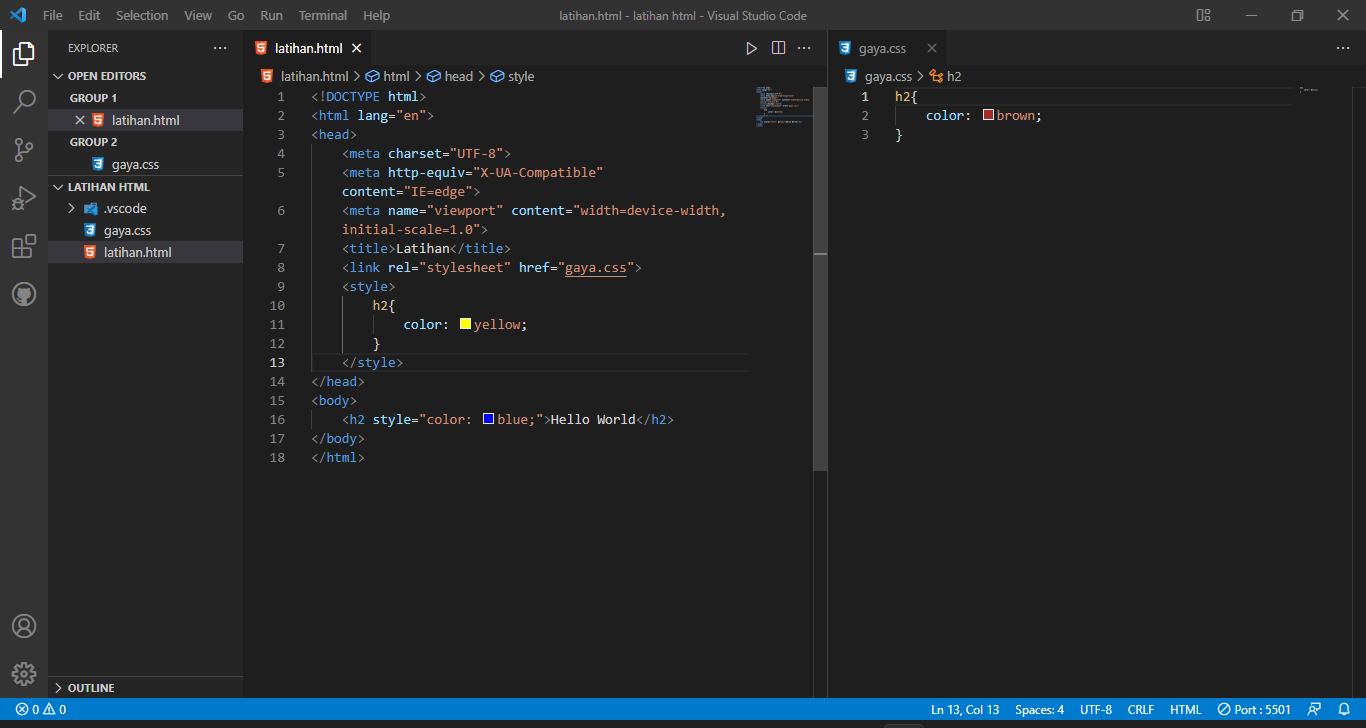 File Edit Selection View Go Run Terminal Help latihan.html - latihan html - Visual Studio Code
EXPLORER
OPEN EDITORS
GROUP 1
latihan.html
GROUP 2
gaya.css
LATIHAN HTML
.vscode
gaya.css
latihan.html
OUTLINE
latihan.html
latihan.html > html > head > style
1 <!DOCTYPE html>
2 <html lang="en">
3 <head>
4 <meta charset="UTF-8">
5 <meta http-equiv="X-UA-Compatible"
content="IE=edge">
6 <meta name="viewport" content="width=device-width,
initial-scale=1.0">
7 <title>Latihan</title>
8 <link rel="stylesheet" href="gaya.css">
9 <style>
10 h2{
11 color: yellow;
12 }
13 </style>
14 </head>
15 <body>
16 <h2 style="color: blue;">Hello World</h2>
17 </body>
18 </html>
gaya.css
gaya.css > h2
1 h2{
2 color: brown;
3 }
0 0 Ln 13, Col 13 Spaces: 4 UTF-8 CRLF HTML Port : 5501